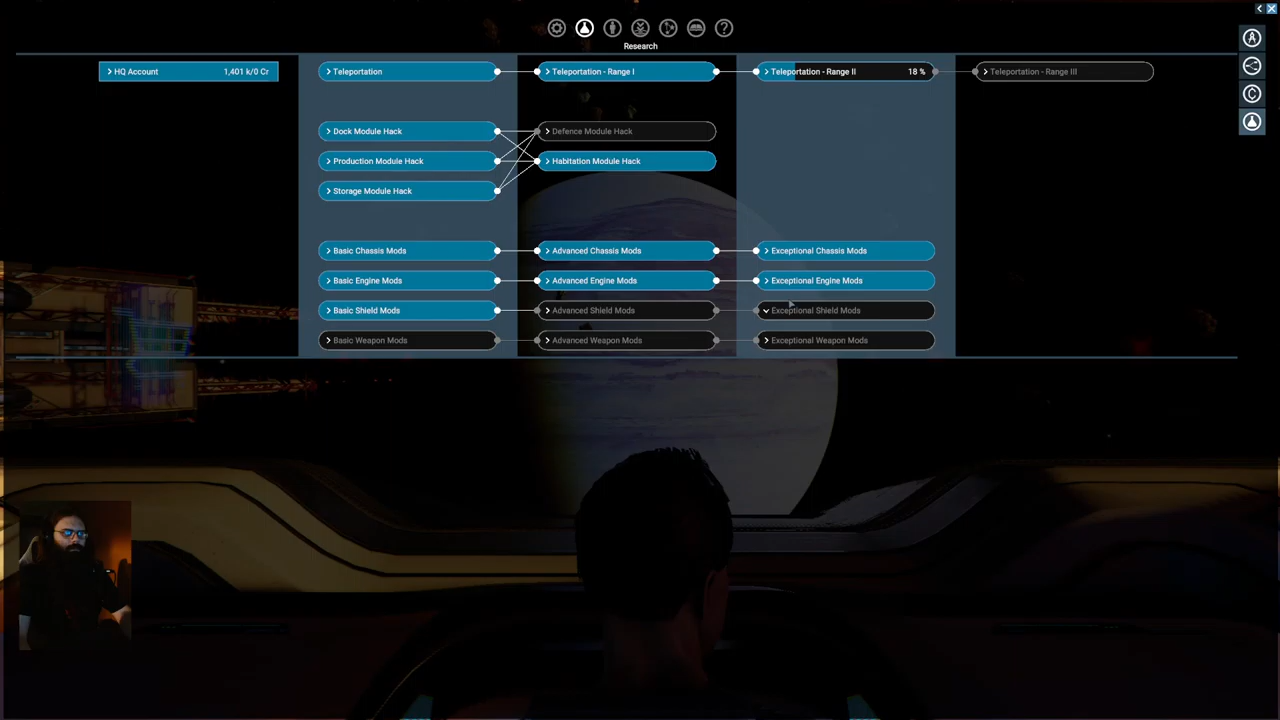 Research
HQ Account 1,401 k/0 Cr
Teleportation
Teleportation - Range I
Teleportation - Range II 18 %
Teleportation - Range III
Dock Module Hack
Defence Module Hack
Production Module Hack
Habitation Module Hack
Storage Module Hack
Basic Chassis Mods
Advanced Chassis Mods
Exceptional Chassis Mods
Basic Engine Mods
Advanced Engine Mods
Exceptional Engine Mods
Basic Shield Mods
Advanced Shield Mods
Exceptional Shield Mods
Basic Weapon Mods
Advanced Weapon Mods
Exceptional Weapon Mods